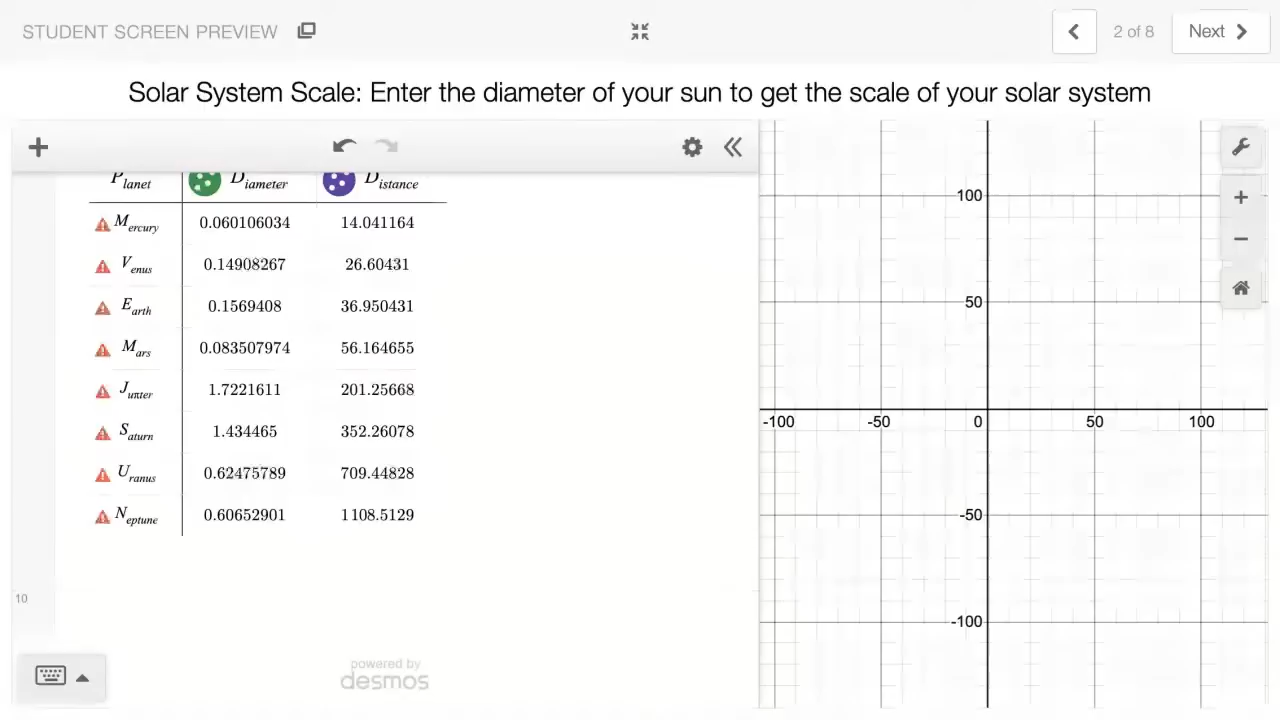 STUDENT SCREEN PREVIEW
2 of 8
Next
Solar System Scale: Enter the diameter of your sun to get the scale of your solar system
Planet Diameter Distance
Mercury 0.060106034 14.041164
Venus 0.14908267 26.60431
Earth 0.1569408 36.950431
Mars 0.083507974 56.164655
Jupiter 1.7221611 201.25668
Saturn 1.434465 352.26078
Uranus 0.62475789 709.44828
Neptune 0.60652901 1108.5129
10
powered by
desmos
100
50
-100 -50 0 50 100
-50
-100